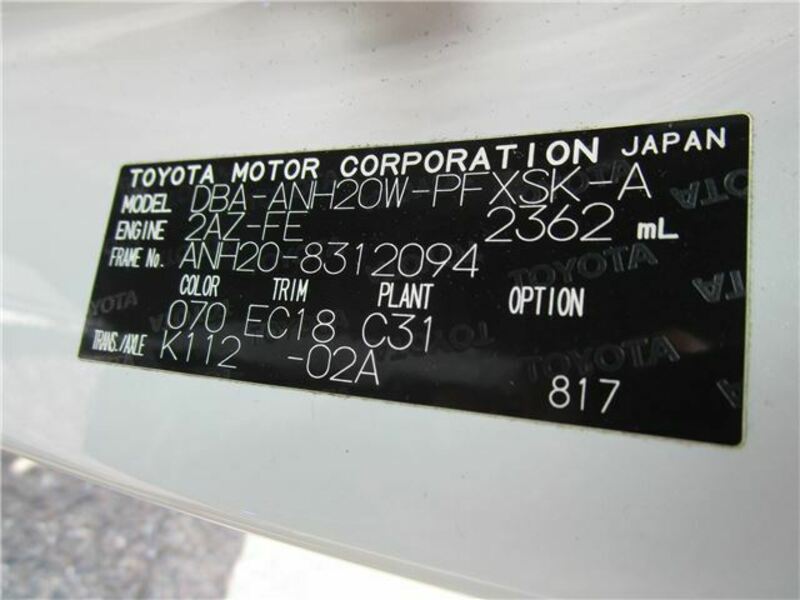 TOYOTA MOTOR CORPORATION JAPAN
MODEL DBA-ANH20W-PFXSK-A
ENGINE 2AZ-FE 2362 mL
FRAME No. ANH20-8312094
COLOR TRIM PLANT OPTION
070 EC18 C31
TRANS./AXLE K112 -02A
817